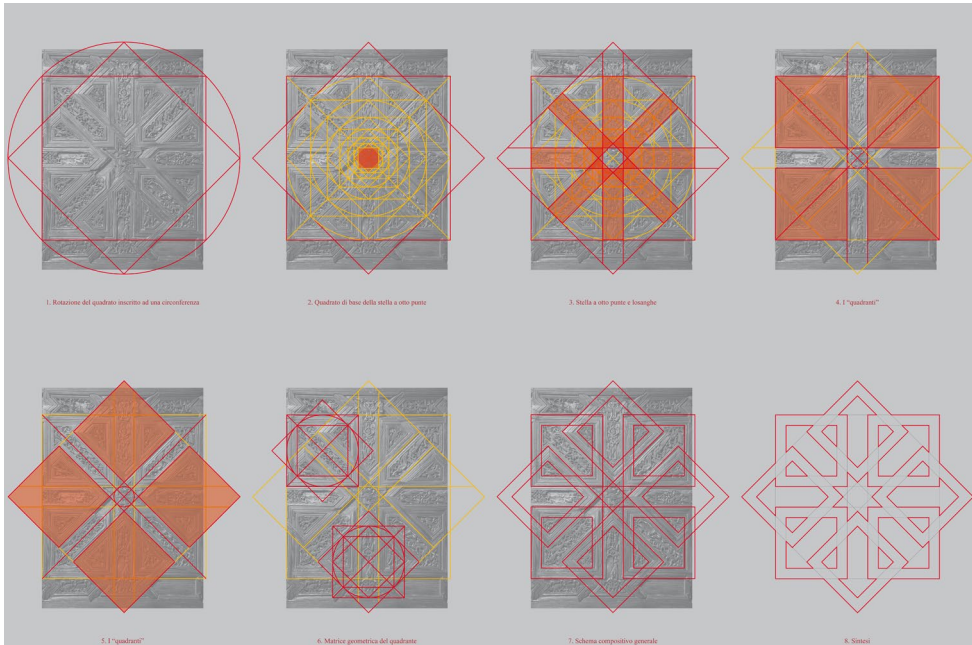 1. Rotazione del quadrato inscritto ad una circonferenza
2. Quadrato di base della stella a otto punte
3. Stella a otto punte e losanghe
4. I “quadranti”
5. I “quadranti”
6. Matrice geometrica del quadrante
7. Schema compositivo generale
8. Sintesi